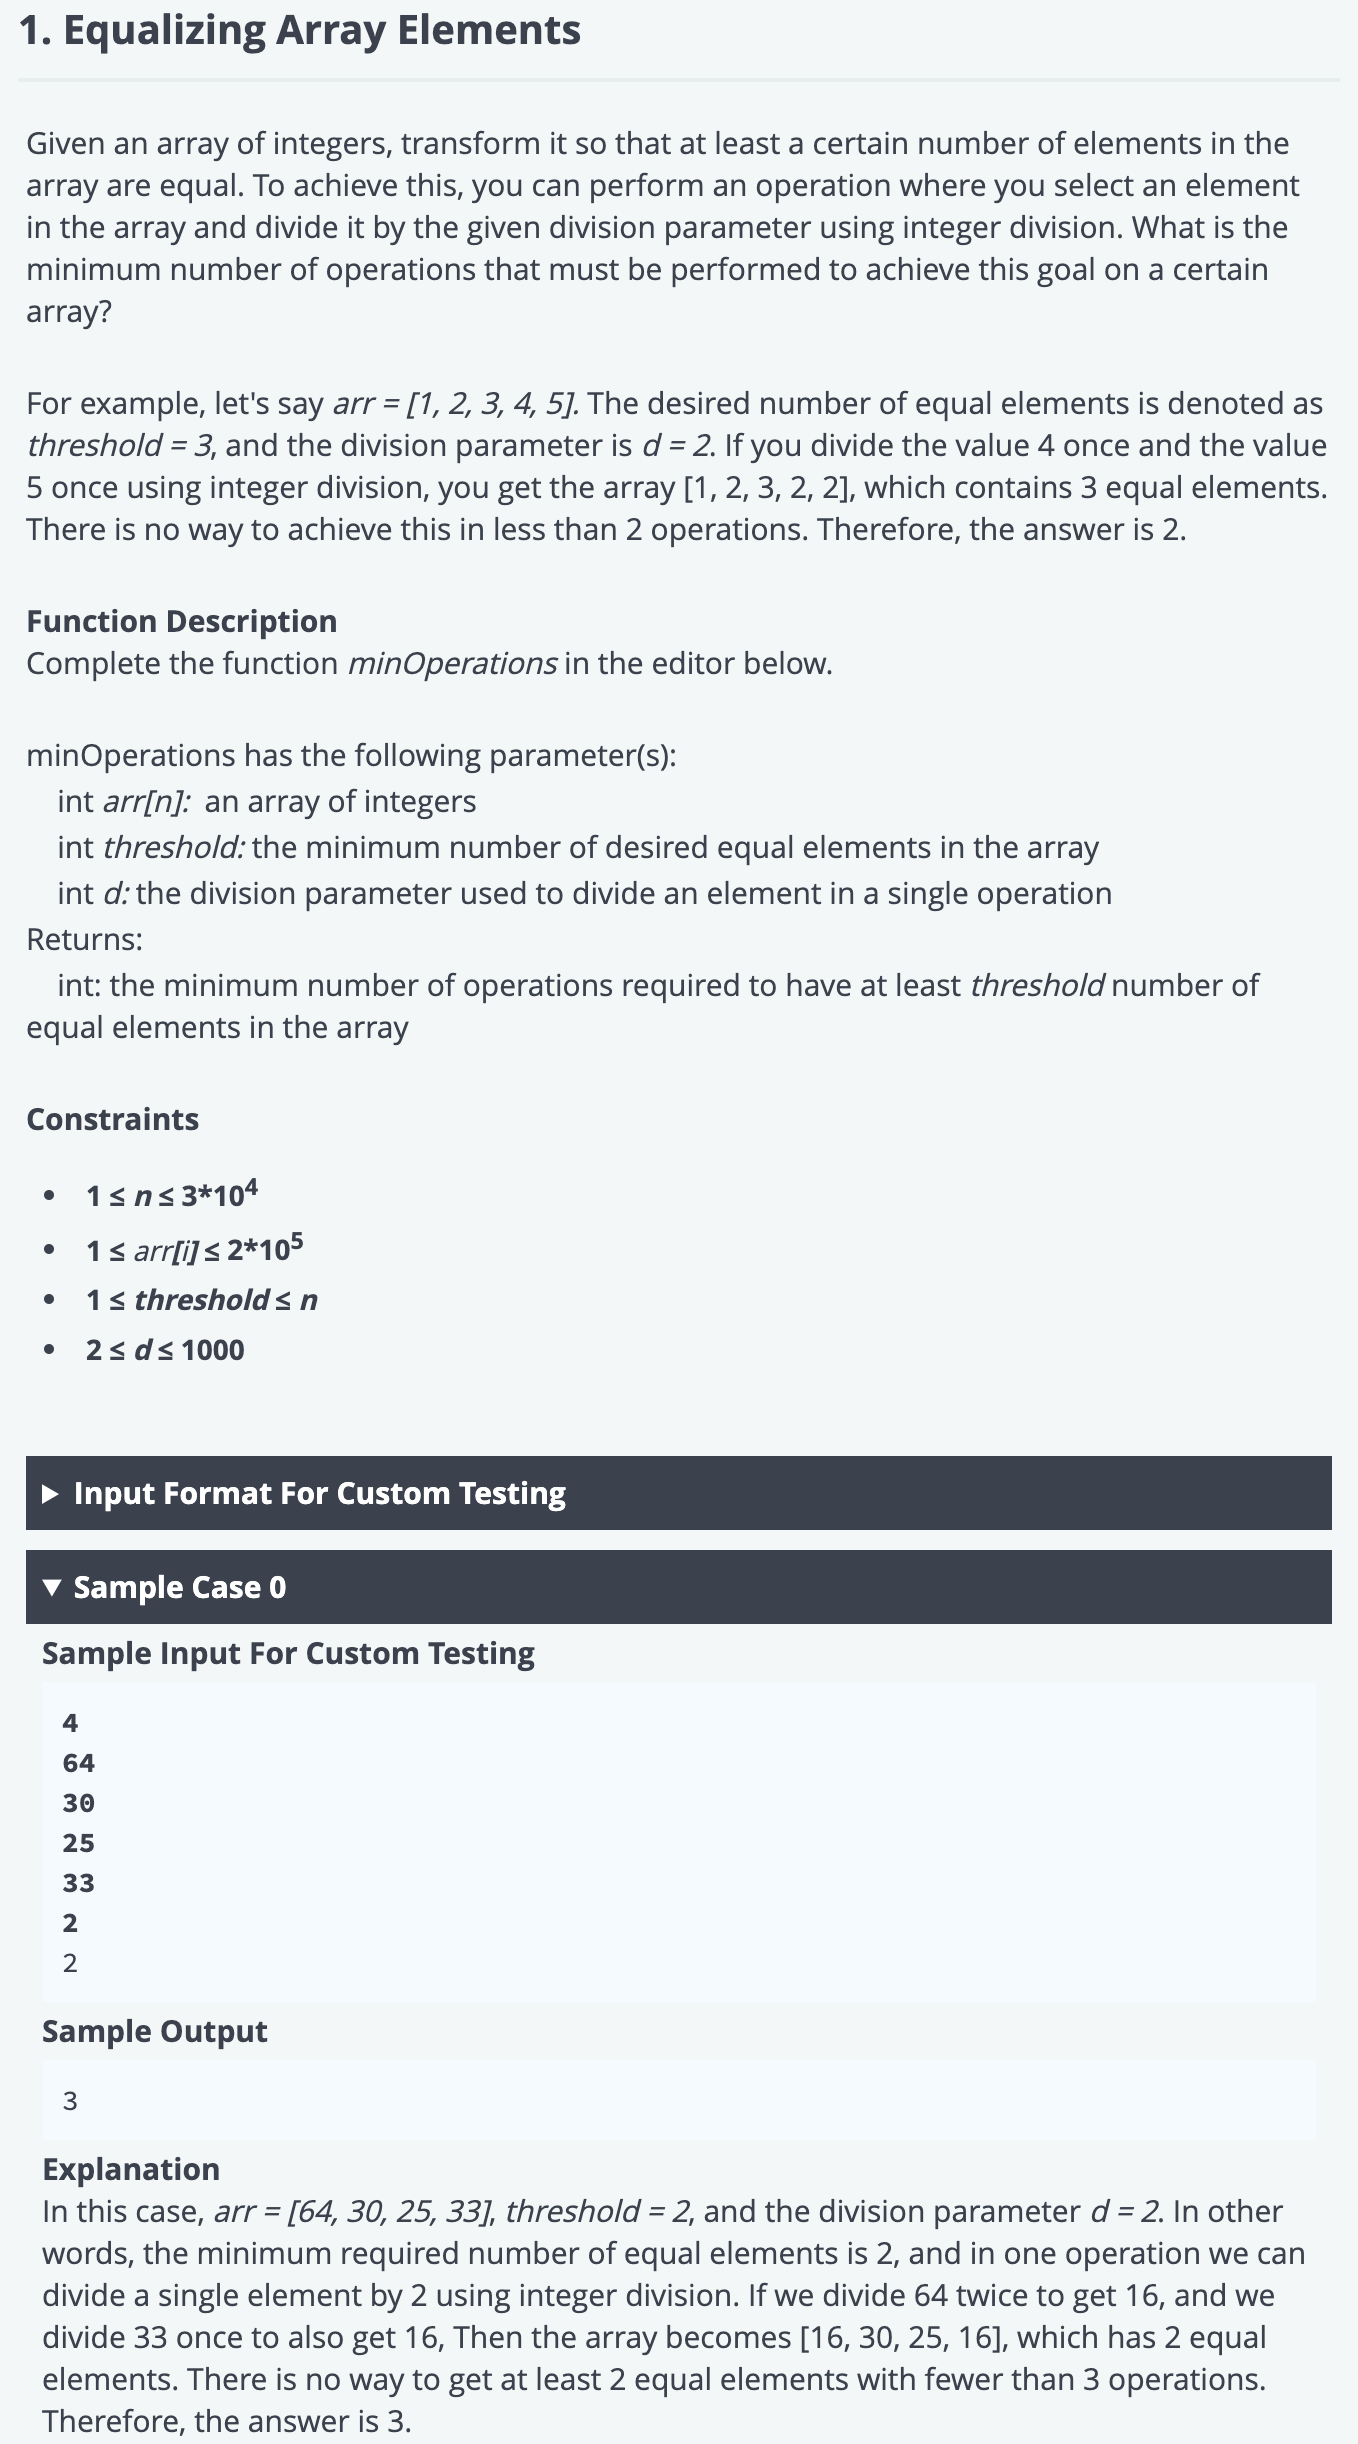 1. Equalizing Array Elements
Given an array of integers, transform it so that at least a certain number of elements in the
array are equal. To achieve this, you can perform an operation where you select an element
in the array and divide it by the given division parameter using integer division. What is the
minimum number of operations that must be performed to achieve this goal on a certain
array?
For example, let's say arr = [1, 2, 3, 4, 5]. The desired number of equal elements is denoted as
threshold = 3, and the division parameter is d = 2. If you divide the value 4 once and the value
5 once using integer division, you get the array [1, 2, 3, 2, 2], which contains 3 equal elements.
There is no way to achieve this in less than 2 operations. Therefore, the answer is 2.
Function Description
Complete the function minOperations in the editor below.
minOperations has the following parameter(s):
int arr[n]: an array of integers
int threshold: the minimum number of desired equal elements in the array
int d: the division parameter used to divide an element in a single operation
Returns:
int: the minimum number of operations required to have at least threshold number of
equal elements in the array
Constraints
• 1 ≤ n ≤ 3*10⁴
• 1 ≤ arr[i] ≤ 2*10⁵
• 1 ≤ threshold ≤ n
• 2 ≤ d ≤ 1000
▶ Input Format For Custom Testing
▼ Sample Case 0
Sample Input For Custom Testing
4
64
30
25
33
2
2
Sample Output
3
Explanation
In this case, arr = [64, 30, 25, 33], threshold = 2, and the division parameter d = 2. In other
words, the minimum required number of equal elements is 2, and in one operation we can
divide a single element by 2 using integer division. If we divide 64 twice to get 16, and we
divide 33 once to also get 16, Then the array becomes [16, 30, 25, 16], which has 2 equal
elements. There is no way to get at least 2 equal elements with fewer than 3 operations.
Therefore, the answer is 3.